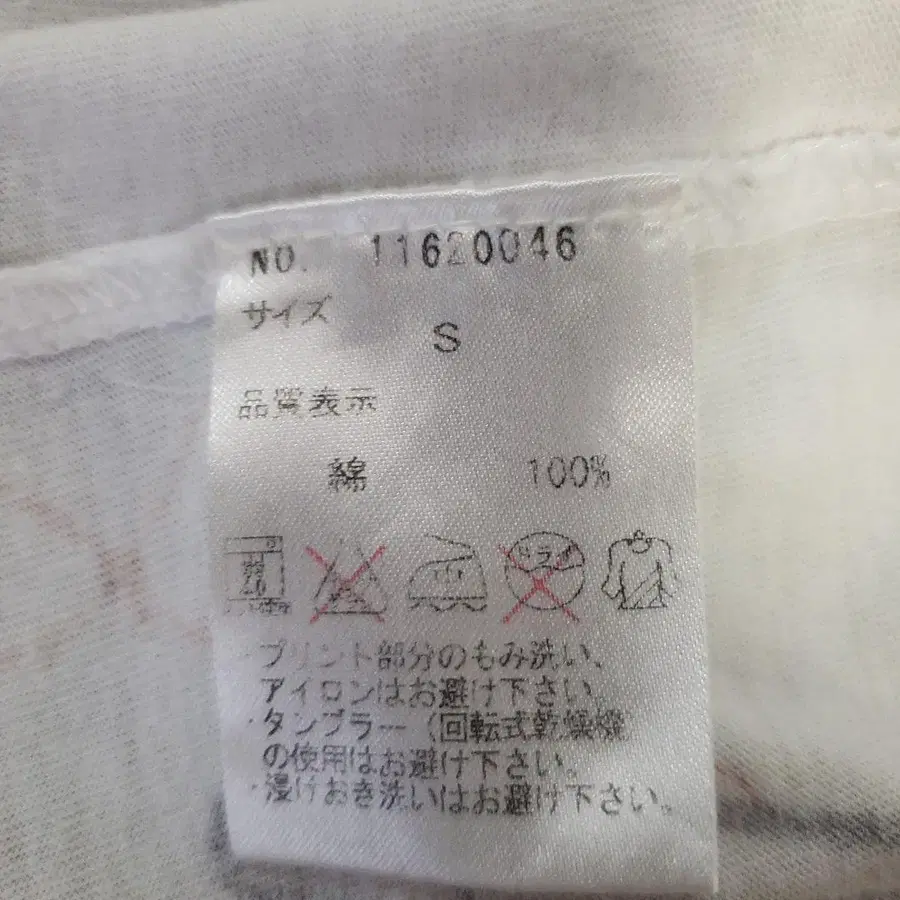 NO. 11620046
サイズ
S
品質表示
綿 100%
ドライ
・プリント部分のもみ洗い、
アイロンはお避け下さい。
・タンブラー（回転式乾燥機）
の使用はお避け下さい。
・浸けおき洗いはお避け下さい。